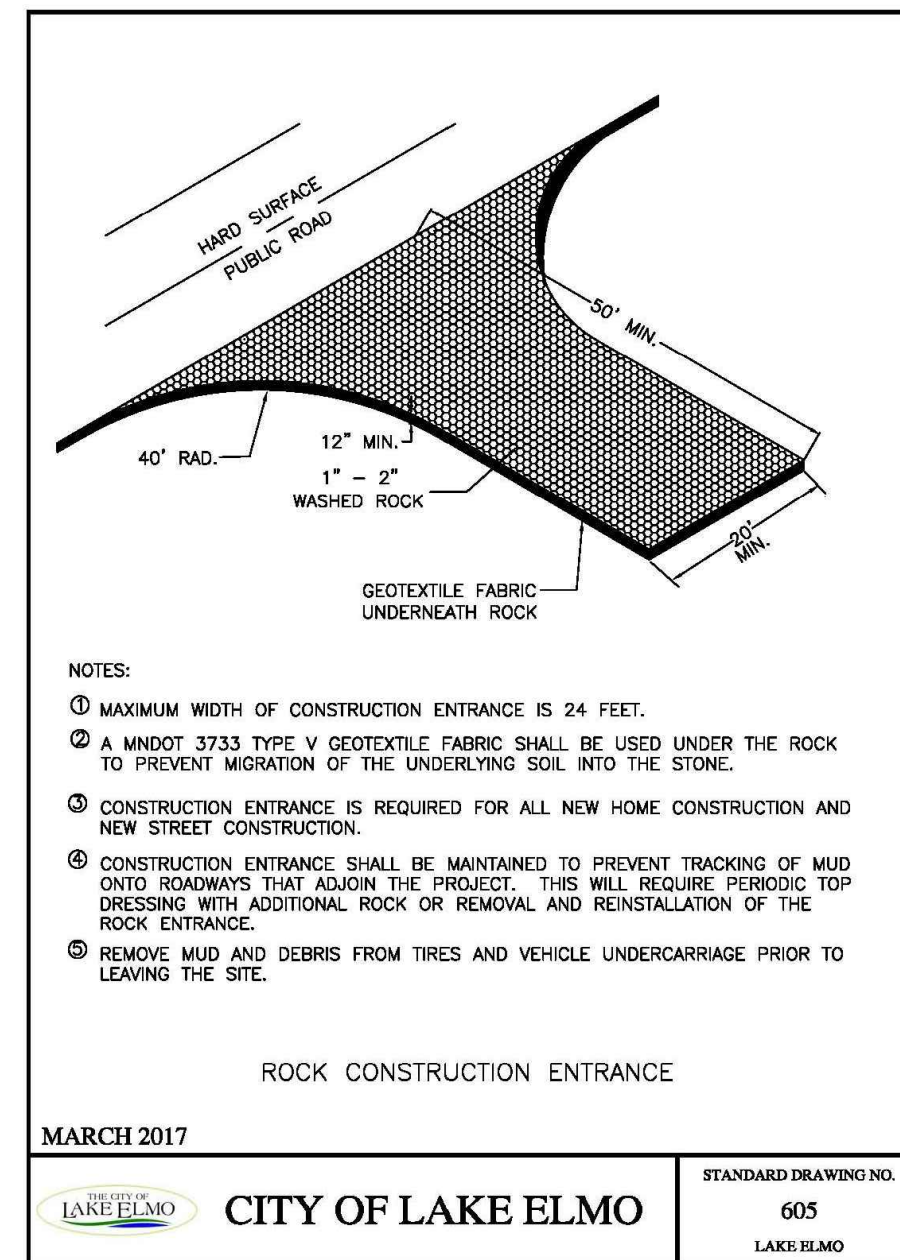 HARD SURFACE
PUBLIC ROAD
50' MIN.
40' RAD.
12" MIN.
1" – 2"
WASHED ROCK
20'
MIN.
GEOTEXTILE FABRIC
UNDERNEATH ROCK
NOTES:
① MAXIMUM WIDTH OF CONSTRUCTION ENTRANCE IS 24 FEET.
② A MNDOT 3733 TYPE V GEOTEXTILE FABRIC SHALL BE USED UNDER THE ROCK
TO PREVENT MIGRATION OF THE UNDERLYING SOIL INTO THE STONE.
③ CONSTRUCTION ENTRANCE IS REQUIRED FOR ALL NEW HOME CONSTRUCTION AND
NEW STREET CONSTRUCTION.
④ CONSTRUCTION ENTRANCE SHALL BE MAINTAINED TO PREVENT TRACKING OF MUD
ONTO ROADWAYS THAT ADJOIN THE PROJECT. THIS WILL REQUIRE PERIODIC TOP
DRESSING WITH ADDITIONAL ROCK OR REMOVAL AND REINSTALLATION OF THE
ROCK ENTRANCE.
⑤ REMOVE MUD AND DEBRIS FROM TIRES AND VEHICLE UNDERCARRIAGE PRIOR TO
LEAVING THE SITE.
ROCK CONSTRUCTION ENTRANCE
MARCH 2017
THE CITY OF
LAKE ELMO
CITY OF LAKE ELMO
STANDARD DRAWING NO.
605
LAKE ELMO